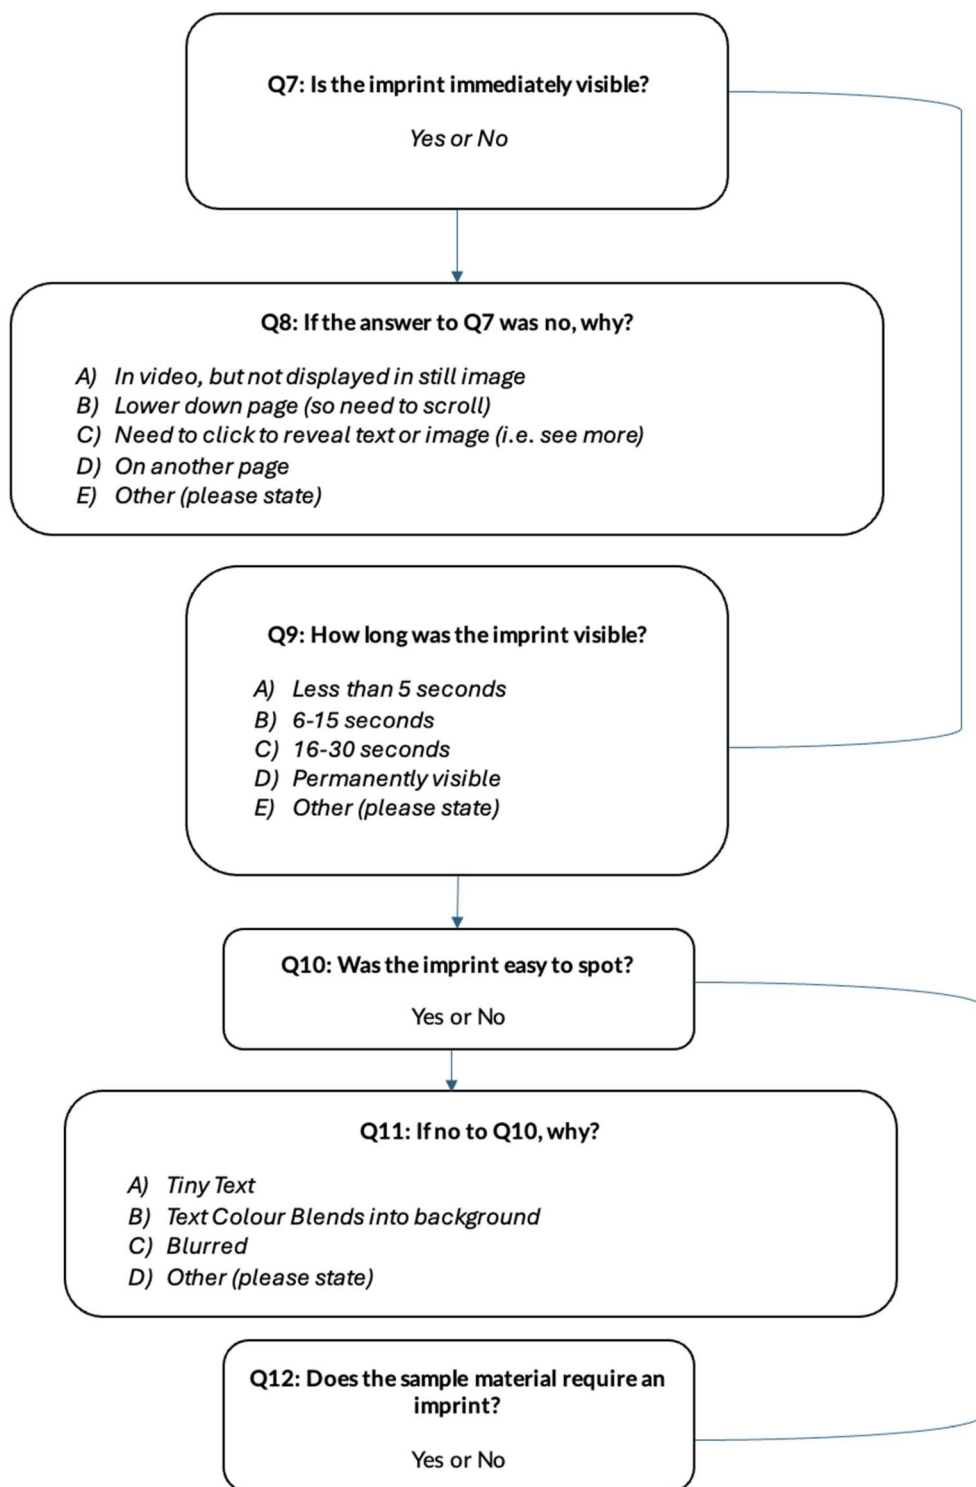 Q7: Is the imprint immediately visible?
Yes or No
Q8: If the answer to Q7 was no, why?
A) In video, but not displayed in still image
B) Lower down page (so need to scroll)
C) Need to click to reveal text or image (i.e. see more)
D) On another page
E) Other (please state)
Q9: How long was the imprint visible?
A) Less than 5 seconds
B) 6-15 seconds
C) 16-30 seconds
D) Permanently visible
E) Other (please state)
Q10: Was the imprint easy to spot?
Yes or No
Q11: If no to Q10, why?
A) Tiny Text
B) Text Colour Blends into background
C) Blurred
D) Other (please state)
Q12: Does the sample material require an
imprint?
Yes or No